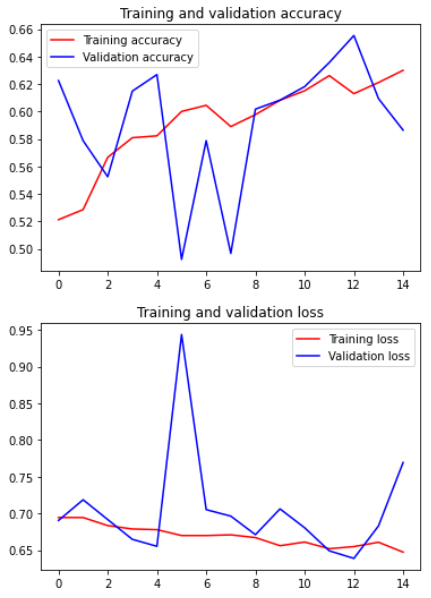 Training and validation accuracy
Training accuracy
Validation accuracy
0.66
0.64
0.62
0.60
0.58
0.56
0.54
0.52
0.50
0 2 4 6 8 10 12 14
Training and validation loss
Training loss
Validation loss
0.95
0.90
0.85
0.80
0.75
0.70
0.65
0 2 4 6 8 10 12 14